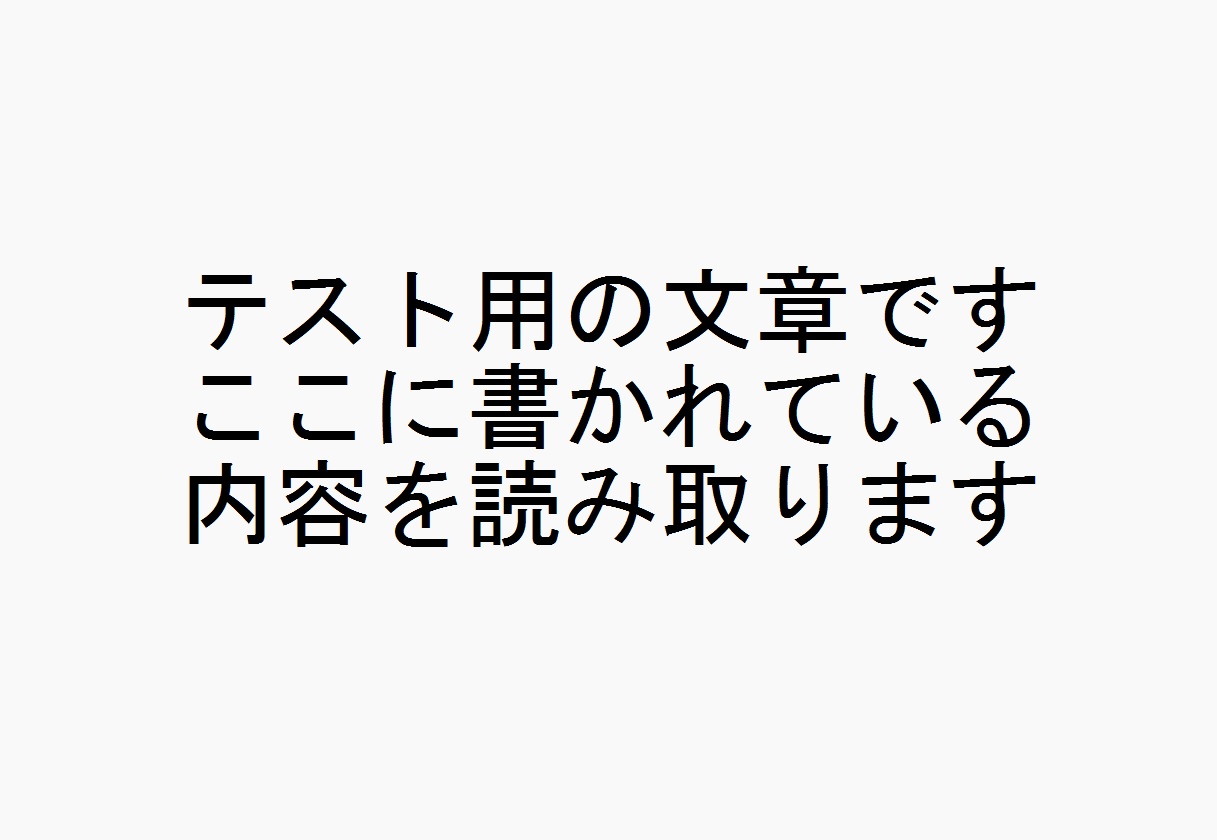 テスト用の文章です
ここに書かれている
内容を読み取ります